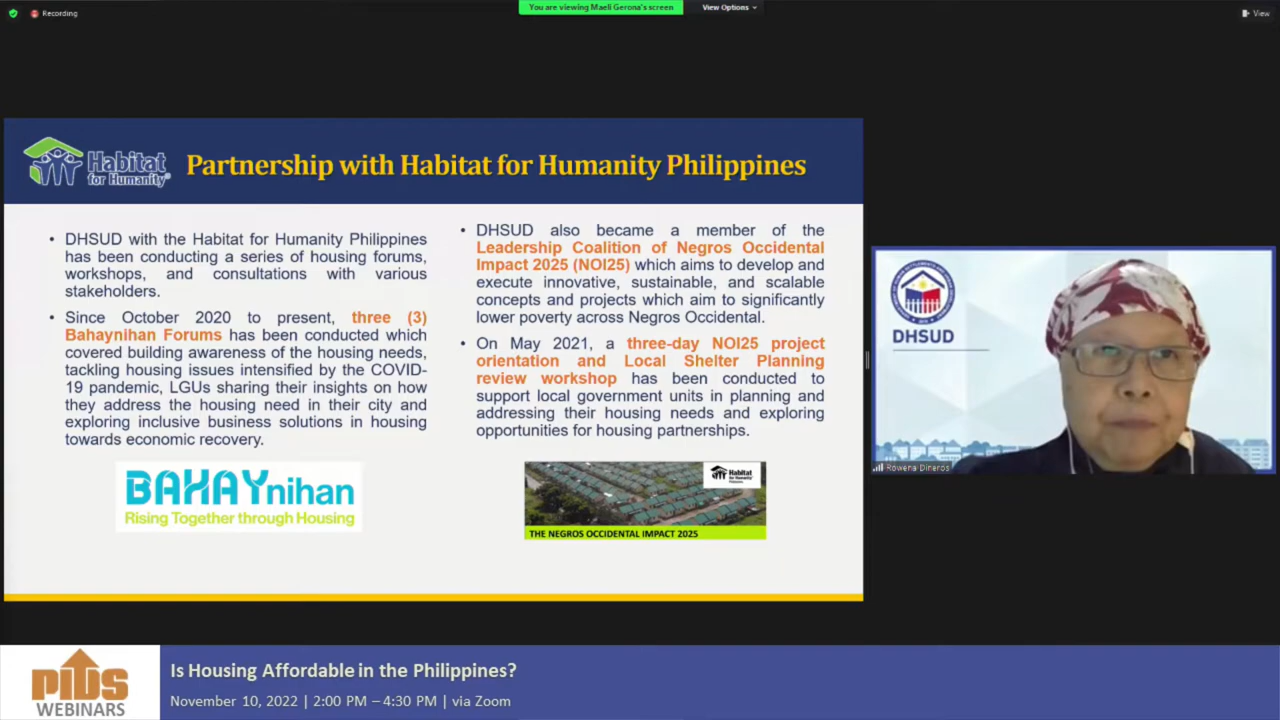 Recording
You are viewing Maeli Gerona's screen
View Options
View
Habitat
for Humanity®
Partnership with Habitat for Humanity Philippines
• DHSUD with the Habitat for Humanity Philippines
has been conducting a series of housing forums,
workshops, and consultations with various
stakeholders.
• Since October 2020 to present, three (3)
Bahaynihan Forums has been conducted which
covered building awareness of the housing needs,
tackling housing issues intensified by the COVID-
19 pandemic, LGUs sharing their insights on how
they address the housing need in their city and
exploring inclusive business solutions in housing
towards economic recovery.
BAHAYnihan
Rising Together through Housing
• DHSUD also became a member of the
Leadership Coalition of Negros Occidental
Impact 2025 (NOI25) which aims to develop and
execute innovative, sustainable, and scalable
concepts and projects which aim to significantly
lower poverty across Negros Occidental.
• On May 2021, a three-day NOI25 project
orientation and Local Shelter Planning
review workshop has been conducted to
support local government units in planning and
addressing their housing needs and exploring
opportunities for housing partnerships.
Habitat
for Humanity
THE NEGROS OCCIDENTAL IMPACT 2025
DHSUD
Rowena Dineros
PIDS
WEBINARS
Is Housing Affordable in the Philippines?
November 10, 2022 | 2:00 PM – 4:30 PM | via Zoom